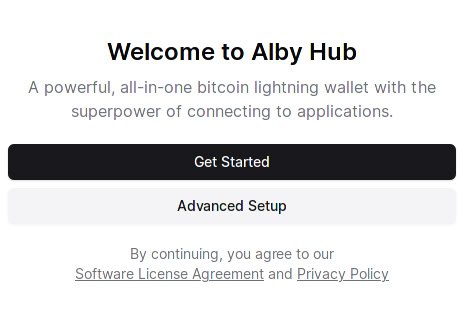 Welcome to Alby Hub
A powerful, all-in-one bitcoin lightning wallet with the
superpower of connecting to applications.
Get Started
Advanced Setup
By continuing, you agree to our
Software License Agreement and Privacy Policy